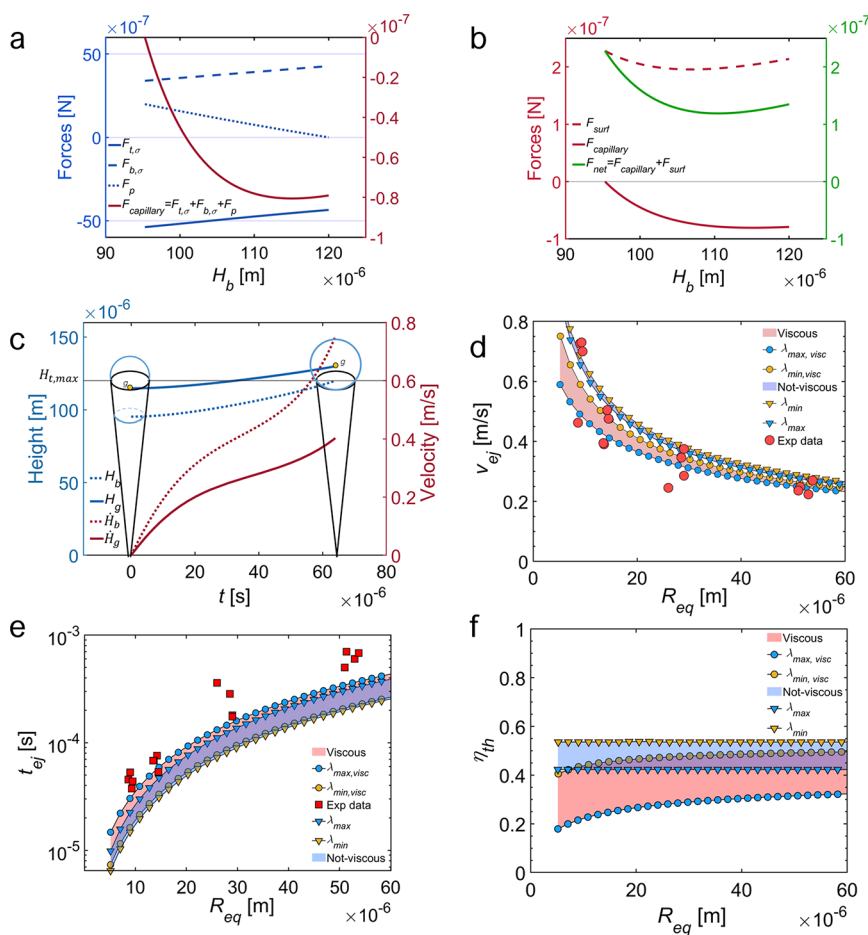 a
×10⁻⁷
×10⁻⁷
50
0
-50
Forces [N]
0
-0.2
-0.4
-0.6
-0.8
-1
F_t,σ
F_b,σ
F_p
F_capillary=F_t,σ+F_b,σ+F_p
90
100
110
120
H_b [m]
×10⁻⁶
b
×10⁻⁷
×10⁻⁷
2
1
0
-1
Forces [N]
2
1
0
-1
F_surf
F_capillary
F_net=F_capillary+F_surf
90
100
110
120
H_b [m]
×10⁻⁶
c
×10⁻⁶
150
100
50
0
H_t,max
Height [m]
g
g
0.8
0.6
0.4
0.2
0
Velocity [m/s]
H_b
H_g
Ḣ_b
Ḣ_g
0
20
40
60
80
t [s]
×10⁻⁶
d
0.8
0.6
0.4
0.2
0
v_ej [m/s]
Viscous
λ_max, visc
λ_min,visc
Not-viscous
λ_min
λ_max
Exp data
0
20
40
60
R_eq [m]
×10⁻⁶
e
10⁻³
10⁻⁴
10⁻⁵
t_ej [s]
Viscous
λ_max,visc
λ_min,visc
Exp data
λ_max
λ_min
Not-viscous
0
10
20
30
40
50
60
R_eq [m]
×10⁻⁶
f
1
0.8
0.6
0.4
0.2
0
η_th
Viscous
λ_max, visc
λ_min, visc
Not-viscous
λ_max
λ_min
0
20
40
60
R_eq [m]
×10⁻⁶